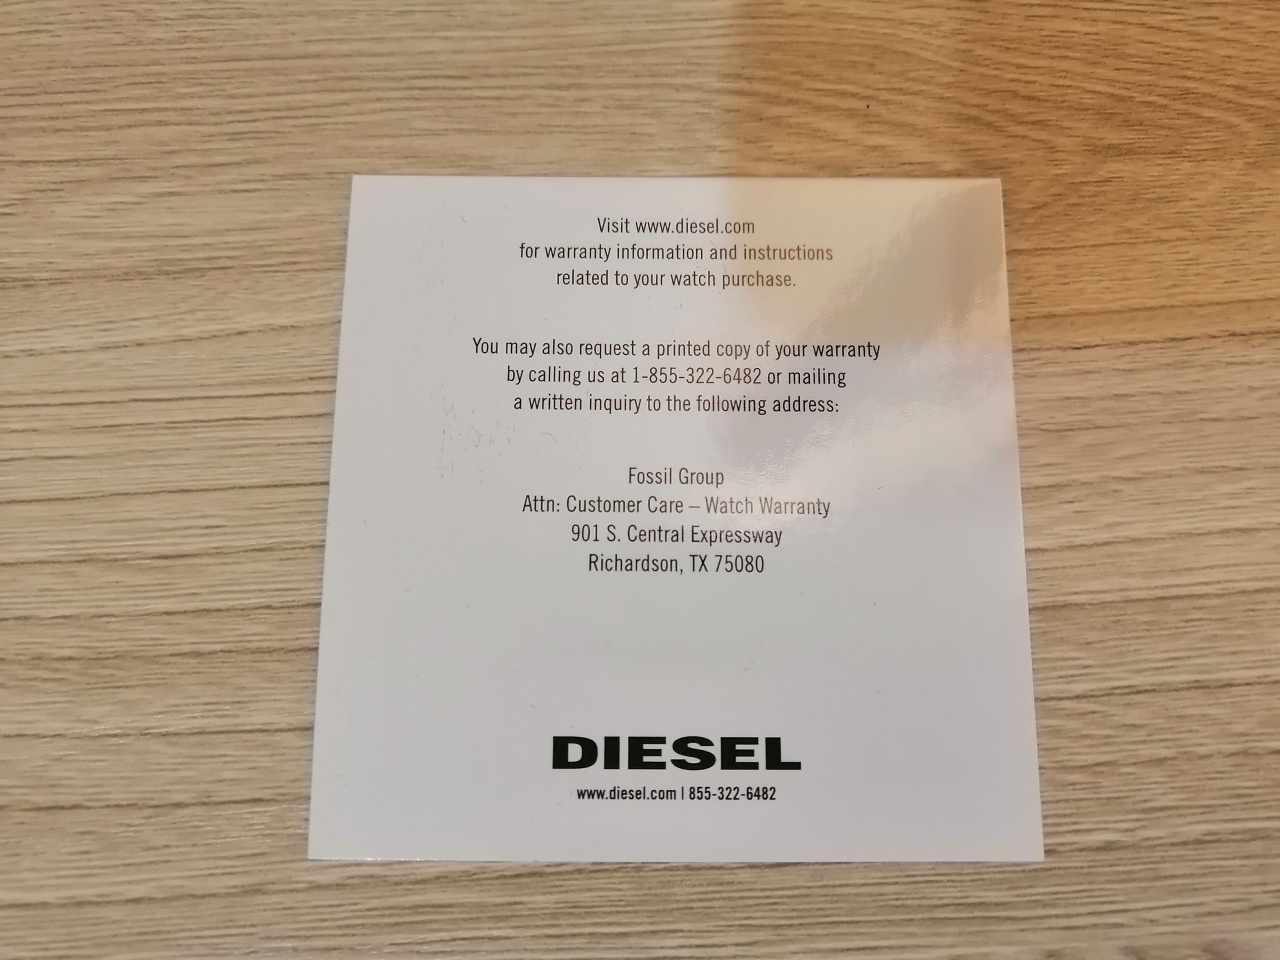 Visit www.diesel.com
for warranty information and instructions
related to your watch purchase.
You may also request a printed copy of your warranty
by calling us at 1-855-322-6482 or mailing
a written inquiry to the following address:
Fossil Group
Attn: Customer Care – Watch Warranty
901 S. Central Expressway
Richardson, TX 75080
DIESEL
www.diesel.com | 855-322-6482